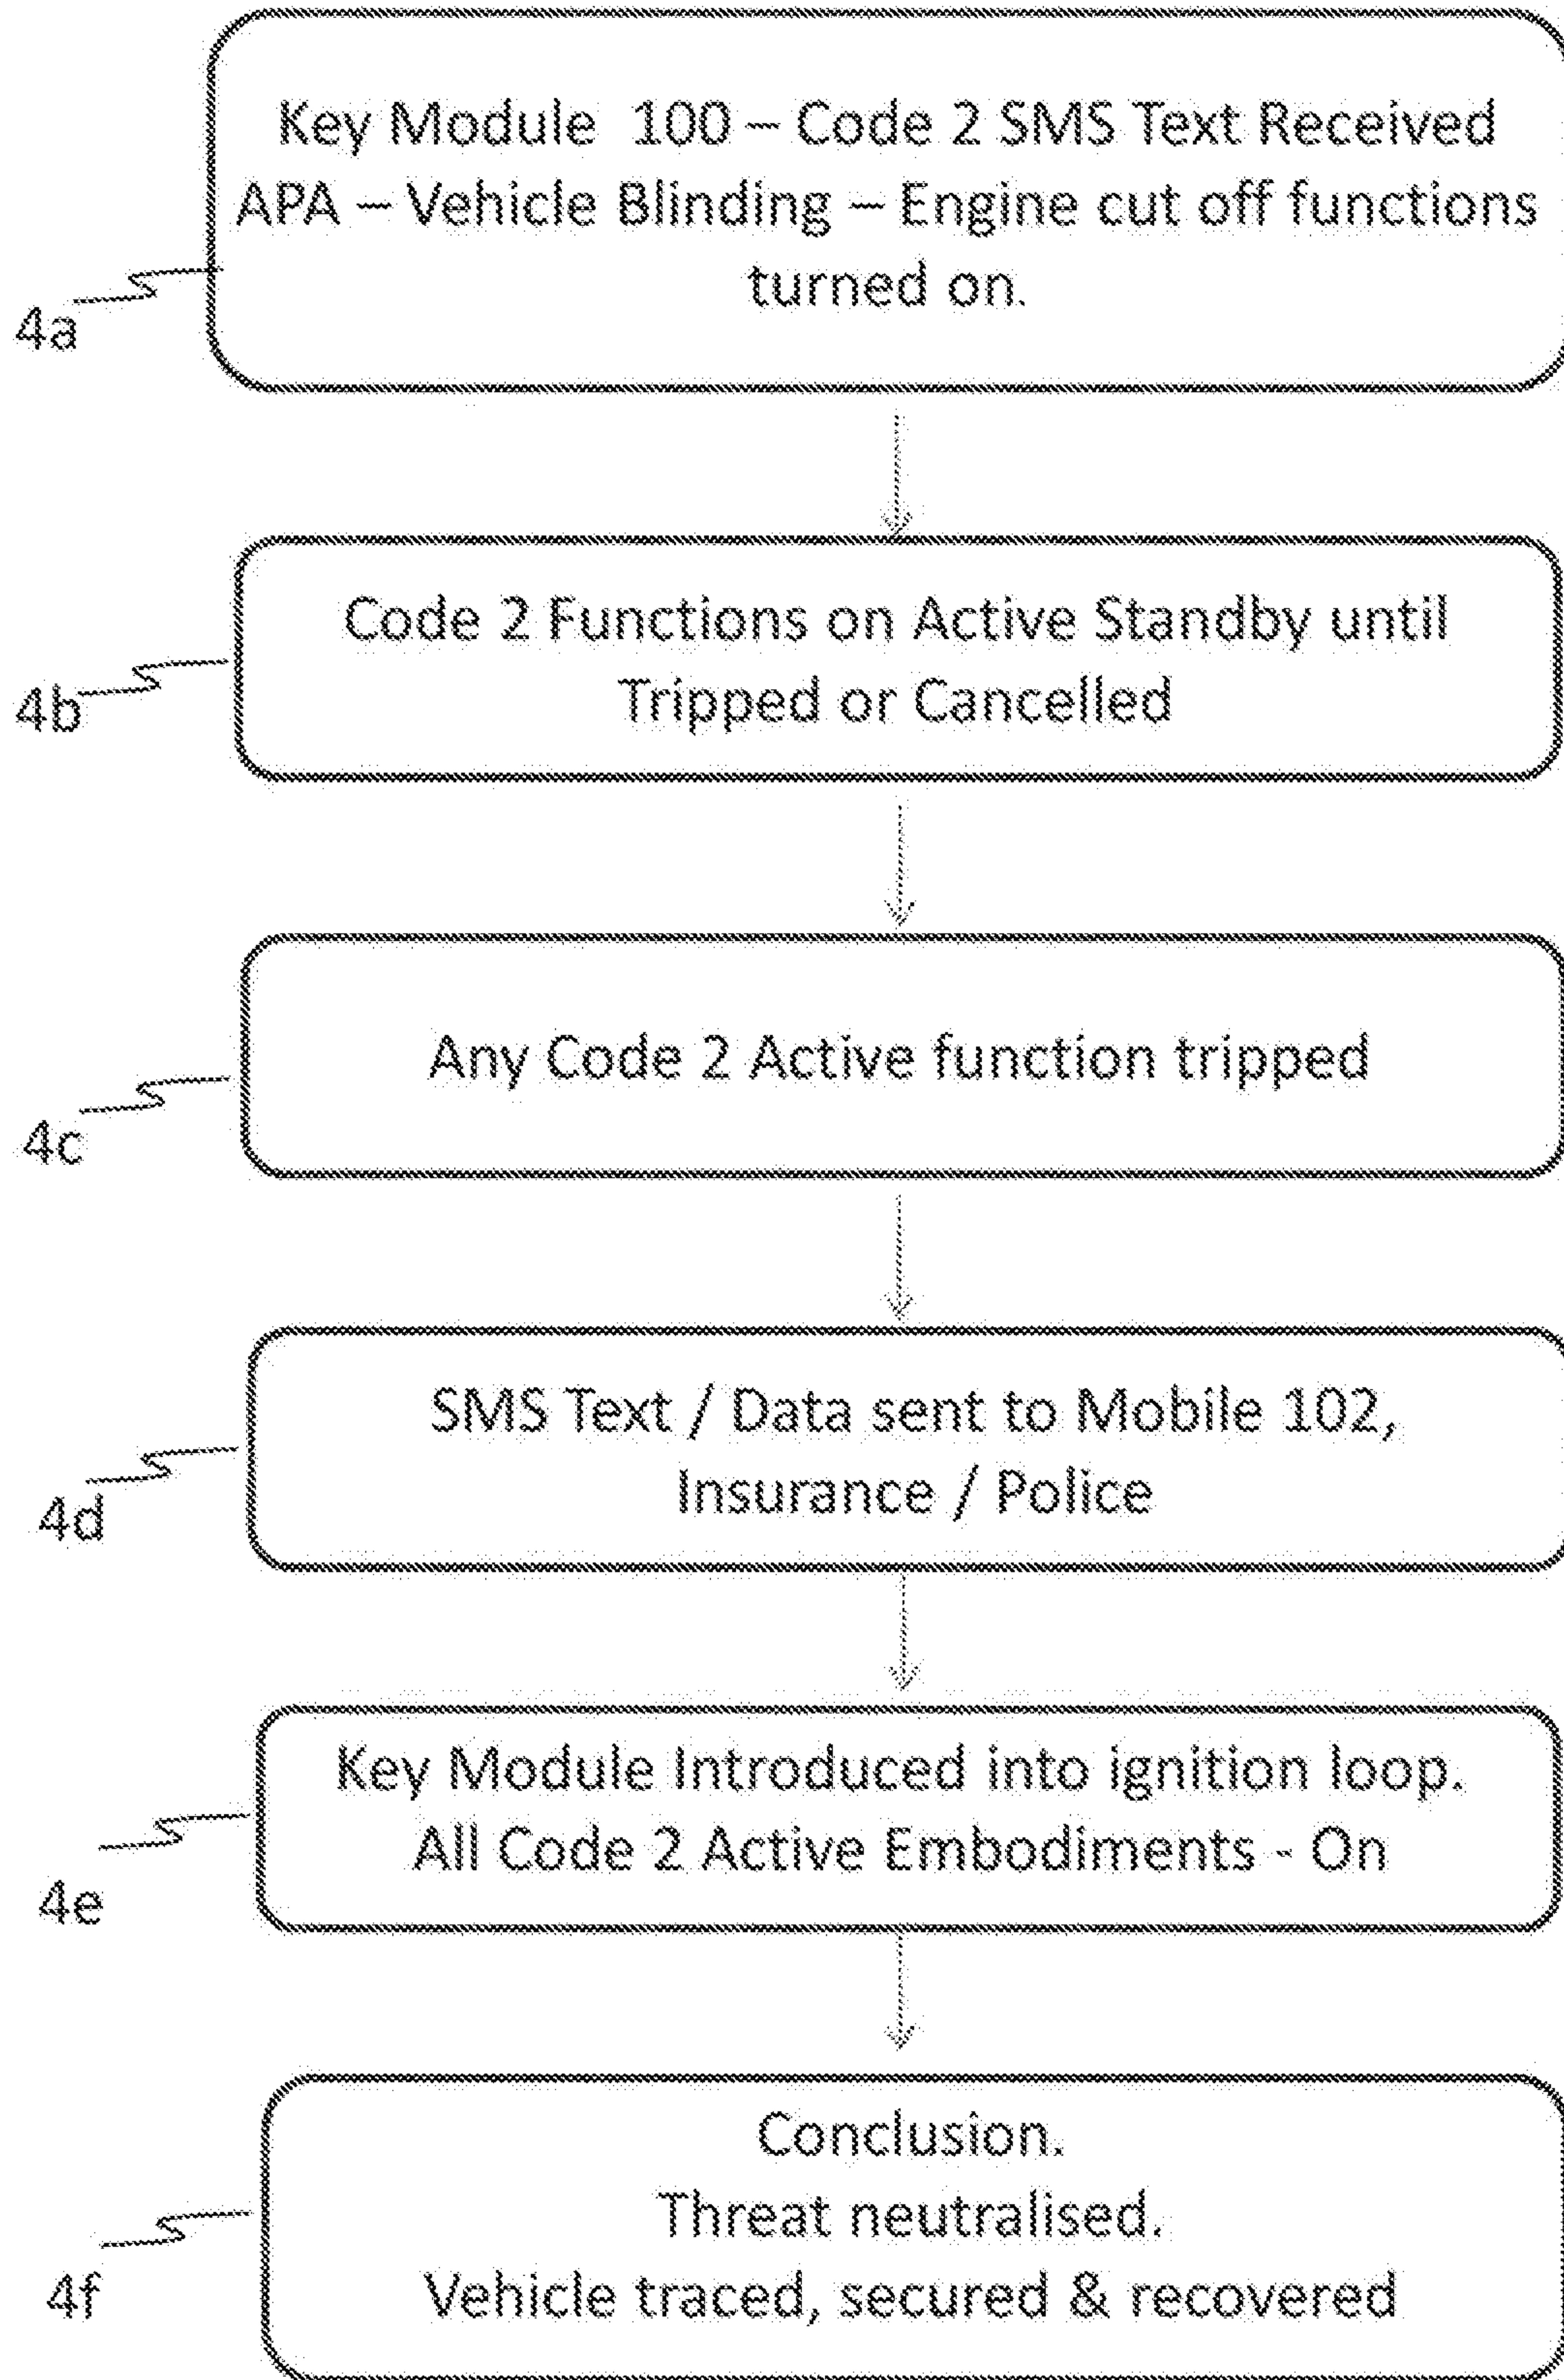 Key Module 100 – Code 2 SMS Text Received
APA – Vehicle Blinding – Engine cut off functions
turned on.
4a
Code 2 Functions on Active Standby until
Tripped or Cancelled
4b
Any Code 2 Active function tripped
4c
SMS Text / Data sent to Mobile 102,
Insurance / Police
4d
Key Module Introduced into ignition loop.
All Code 2 Active Embodiments - On
4e
Conclusion.
Threat neutralised.
Vehicle traced, secured & recovered
4f